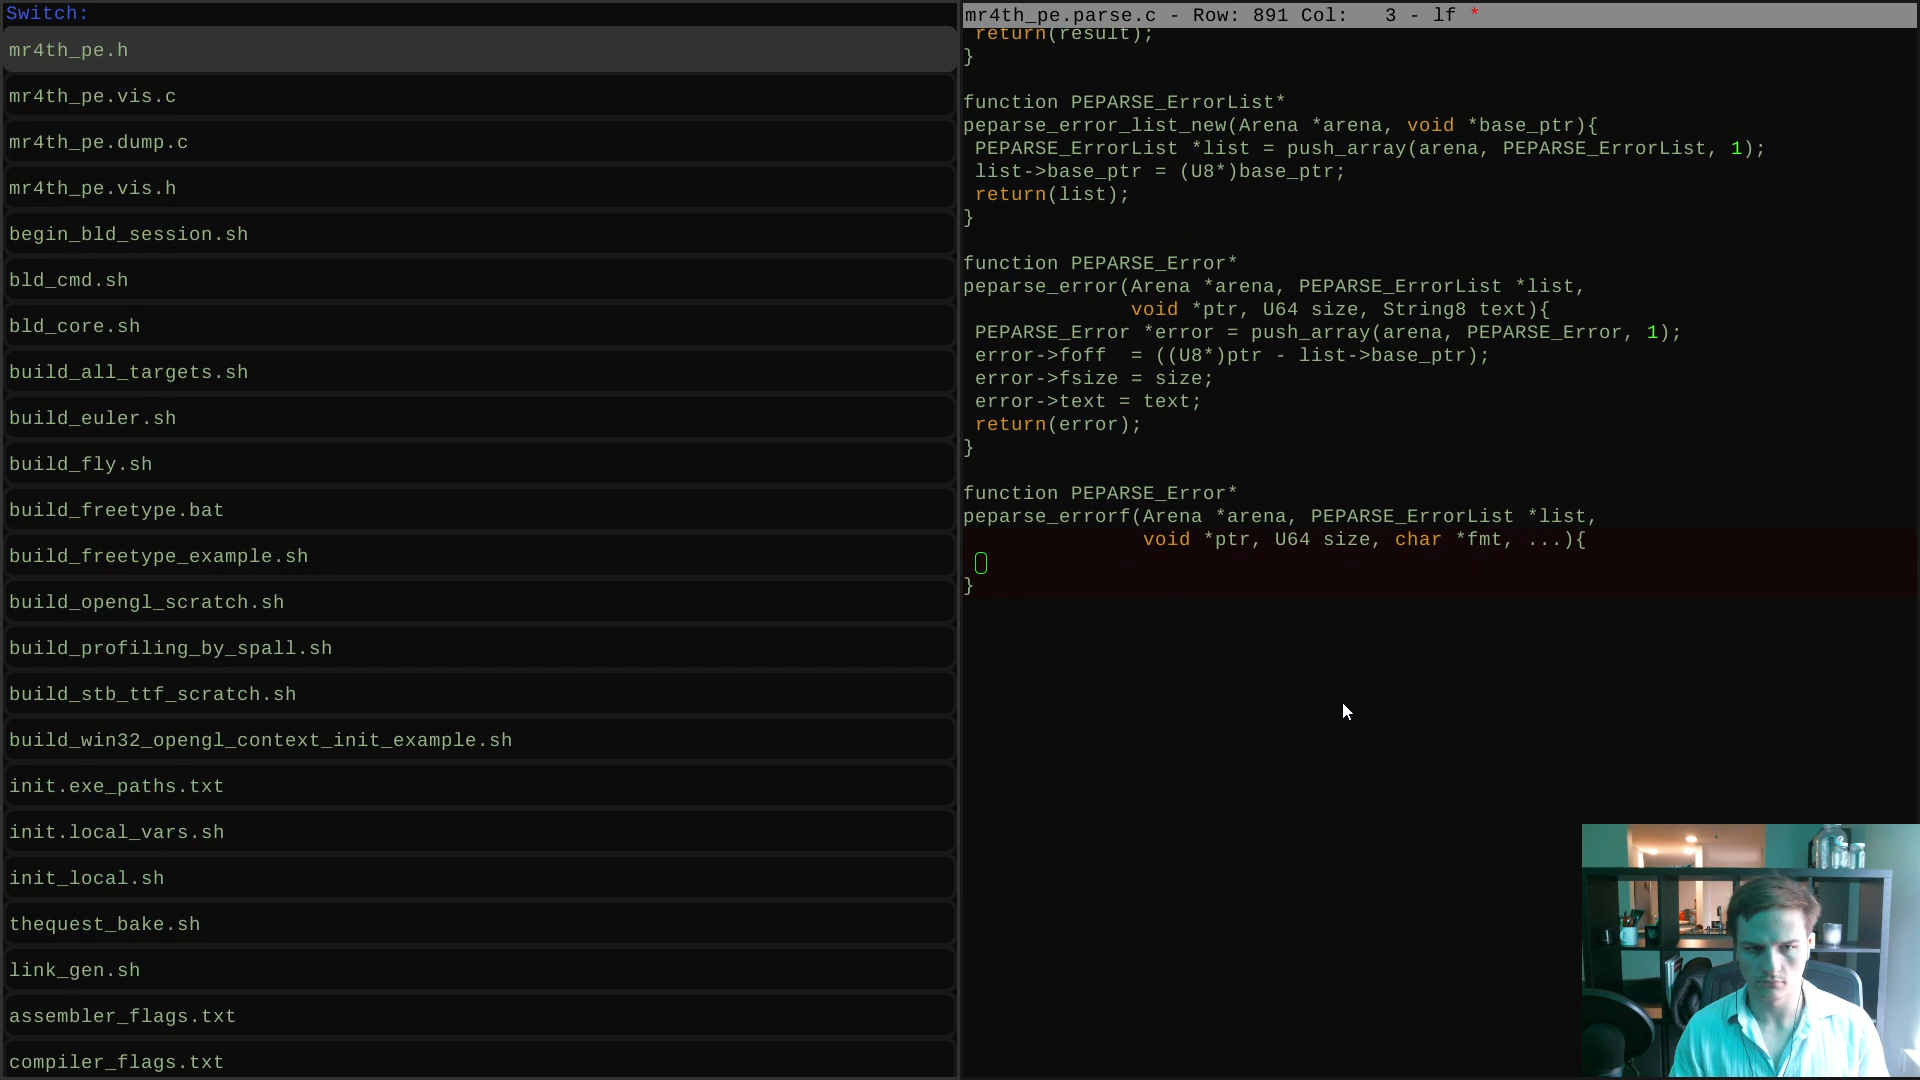 Switch:
mr4th_pe.h
mr4th_pe.vis.c
mr4th_pe.dump.c
mr4th_pe.vis.h
begin_bld_session.sh
bld_cmd.sh
bld_core.sh
build_all_targets.sh
build_euler.sh
build_fly.sh
build_freetype.bat
build_freetype_example.sh
build_opengl_scratch.sh
build_profiling_by_spall.sh
build_stb_ttf_scratch.sh
build_win32_opengl_context_init_example.sh
init.exe_paths.txt
init.local_vars.sh
init_local.sh
thequest_bake.sh
link_gen.sh
assembler_flags.txt
compiler_flags.txt
mr4th_pe.parse.c - Row: 891 Col:   3 - lf *
 return(result);
}

function PEPARSE_ErrorList*
peparse_error_list_new(Arena *arena, void *base_ptr){
 PEPARSE_ErrorList *list = push_array(arena, PEPARSE_ErrorList, 1);
 list->base_ptr = (U8*)base_ptr;
 return(list);
}

function PEPARSE_Error*
peparse_error(Arena *arena, PEPARSE_ErrorList *list,
              void *ptr, U64 size, String8 text){
 PEPARSE_Error *error = push_array(arena, PEPARSE_Error, 1);
 error->foff  = ((U8*)ptr - list->base_ptr);
 error->fsize = size;
 error->text = text;
 return(error);
}

function PEPARSE_Error*
peparse_errorf(Arena *arena, PEPARSE_ErrorList *list,
               void *ptr, U64 size, char *fmt, ...){
}